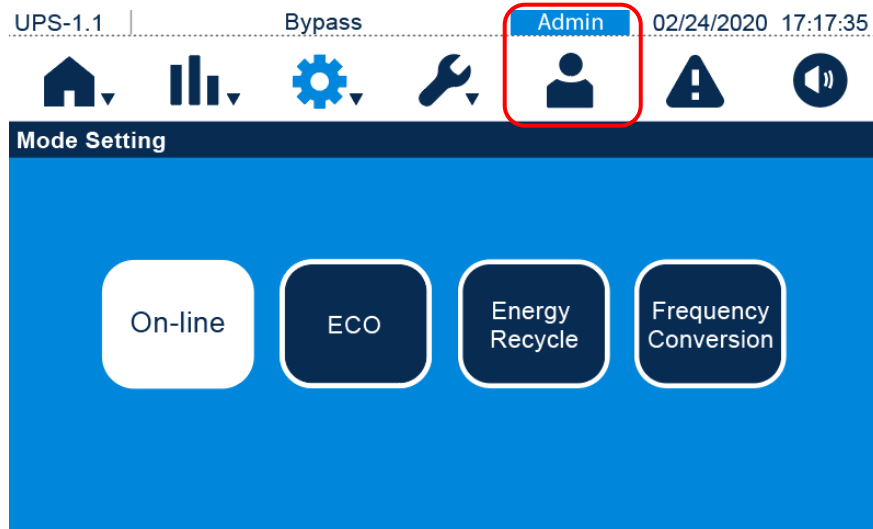 UPS-1.1 Bypass Admin 02/24/2020 17:17:35
Mode Setting
On-line
ECO
Energy
Recycle
Frequency
Conversion